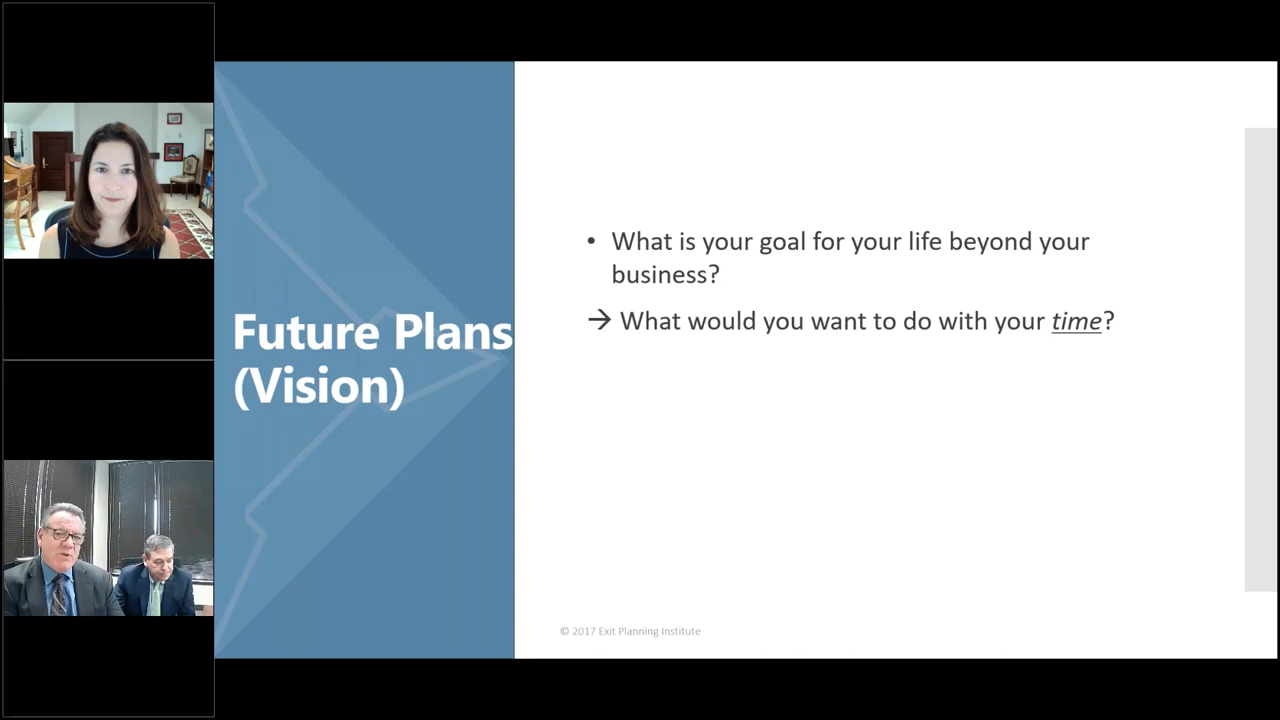 Future Plans
(Vision)
• What is your goal for your life beyond your
business?
→ What would you want to do with your time?
© 2017 Exit Planning Institute